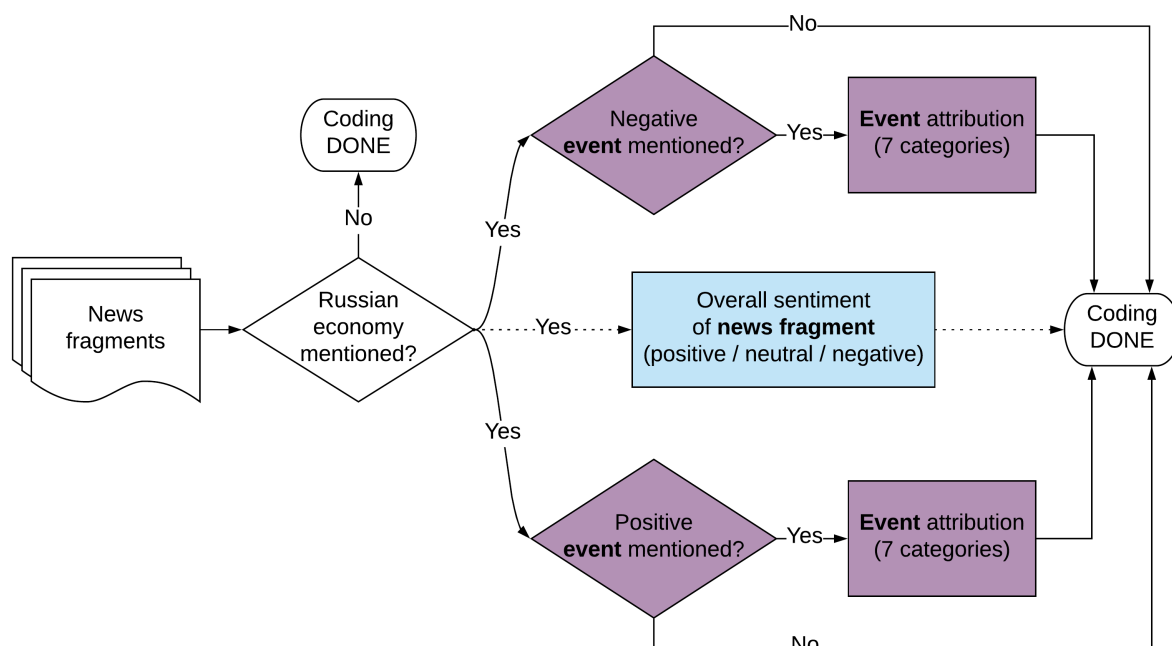 No
Coding
DONE
Negative
event mentioned?
Yes
Event attribution
(7 categories)
No
Yes
News
fragments
Russian
economy
mentioned?
Yes
Overall sentiment
of news fragment
(positive / neutral / negative)
Coding
DONE
Yes
Positive
event mentioned?
Yes
Event attribution
(7 categories)
No